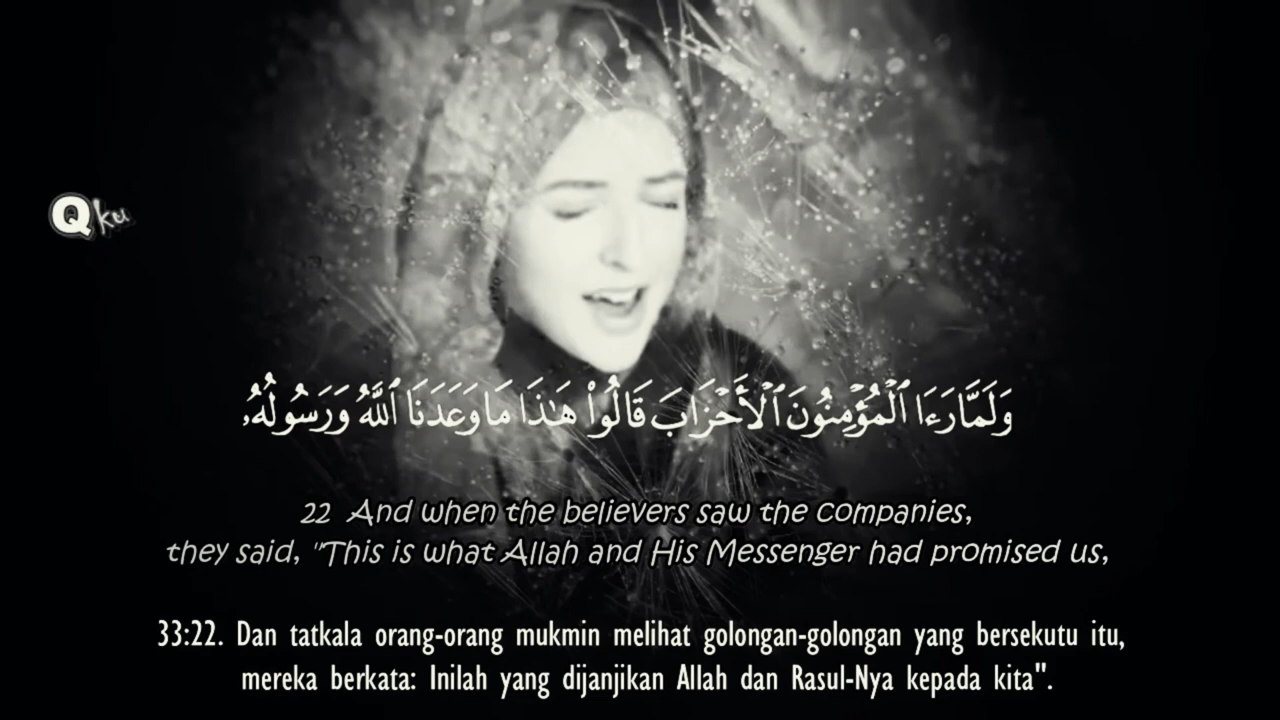 Qku
وَلَمَّا رَءَا ٱلْمُؤْمِنُونَ ٱلْأَحْزَابَ قَالُوا۟ هَـٰذَا مَا وَعَدَنَا ٱللَّهُ وَرَسُولُهُۥ
22 And when the believers saw the companies,
they said, "This is what Allah and His Messenger had promised us,
33:22. Dan tatkala orang-orang mukmin melihat golongan-golongan yang bersekutu itu,
mereka berkata: Inilah yang dijanjikan Allah dan Rasul-Nya kepada kita".